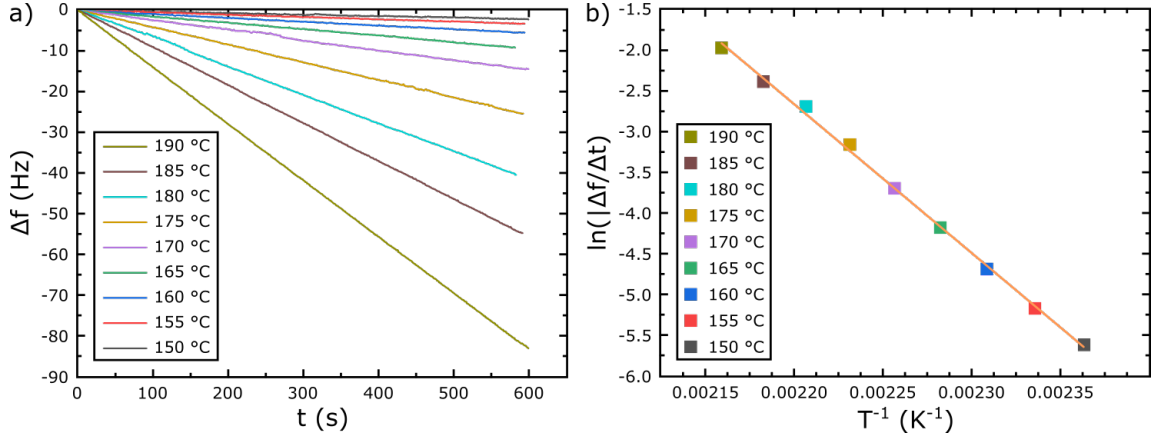 a)
0
-10
-20
-30
-40
-50
-60
-70
-80
-90
Δf (Hz)
190 °C
185 °C
180 °C
175 °C
170 °C
165 °C
160 °C
155 °C
150 °C
0 100 200 300 400 500 600
t (s)
b)
-1.5
-2.0
-2.5
-3.0
-3.5
-4.0
-4.5
-5.0
-5.5
-6.0
ln(|Δf/Δt)
190 °C
185 °C
180 °C
175 °C
170 °C
165 °C
160 °C
155 °C
150 °C
0.00215 0.00220 0.00225 0.00230 0.00235
T⁻¹ (K⁻¹)